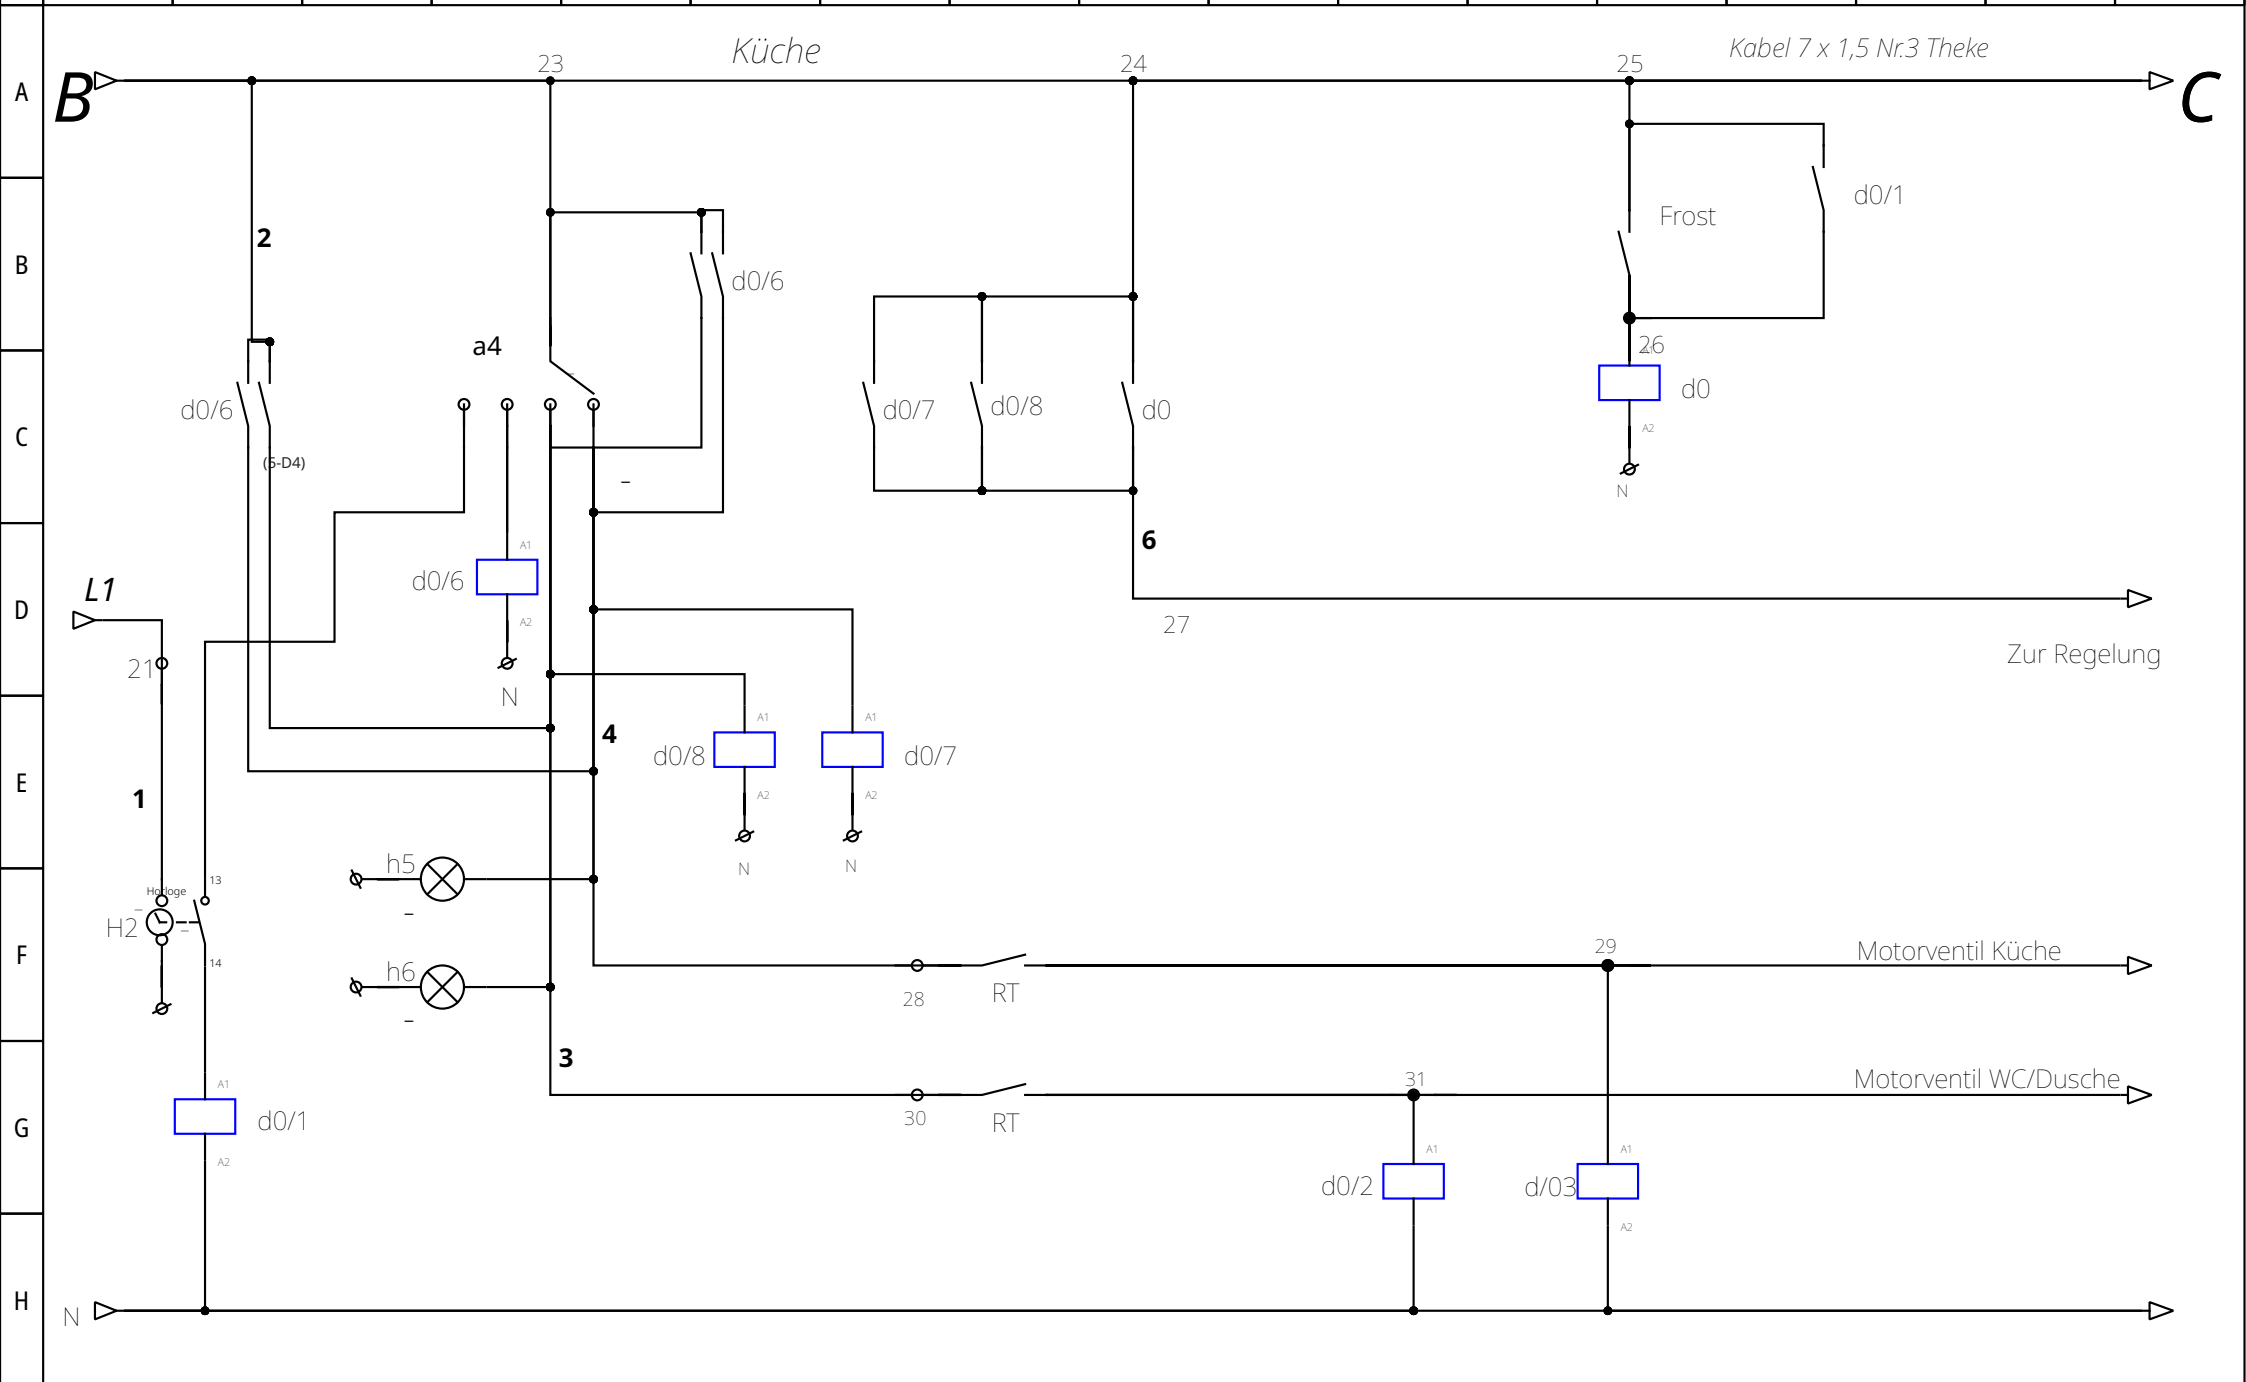 A
B
C
D
E
F
G
H
B
23
Küche
24
25
Kabel 7 x 1,5 Nr.3 Theke
C
2
d0/6
Frost
d0/1
a4
26
d0/6
d0/7
d0/8
d0
d0
A2
(5-D4)
N
–
6
A1
d0/6
L1
A2
27
21
Zur Regelung
N
4
A1
A1
d0/8
d0/7
1
A2
A2
h5
N
N
13
Horloge
–
H2
–
–
14
h6
28
RT
29
Motorventil Küche
–
3
31
Motorventil WC/Dusche
A1
30
RT
d0/1
A2
A1
A1
d0/2
d/03
A2
N